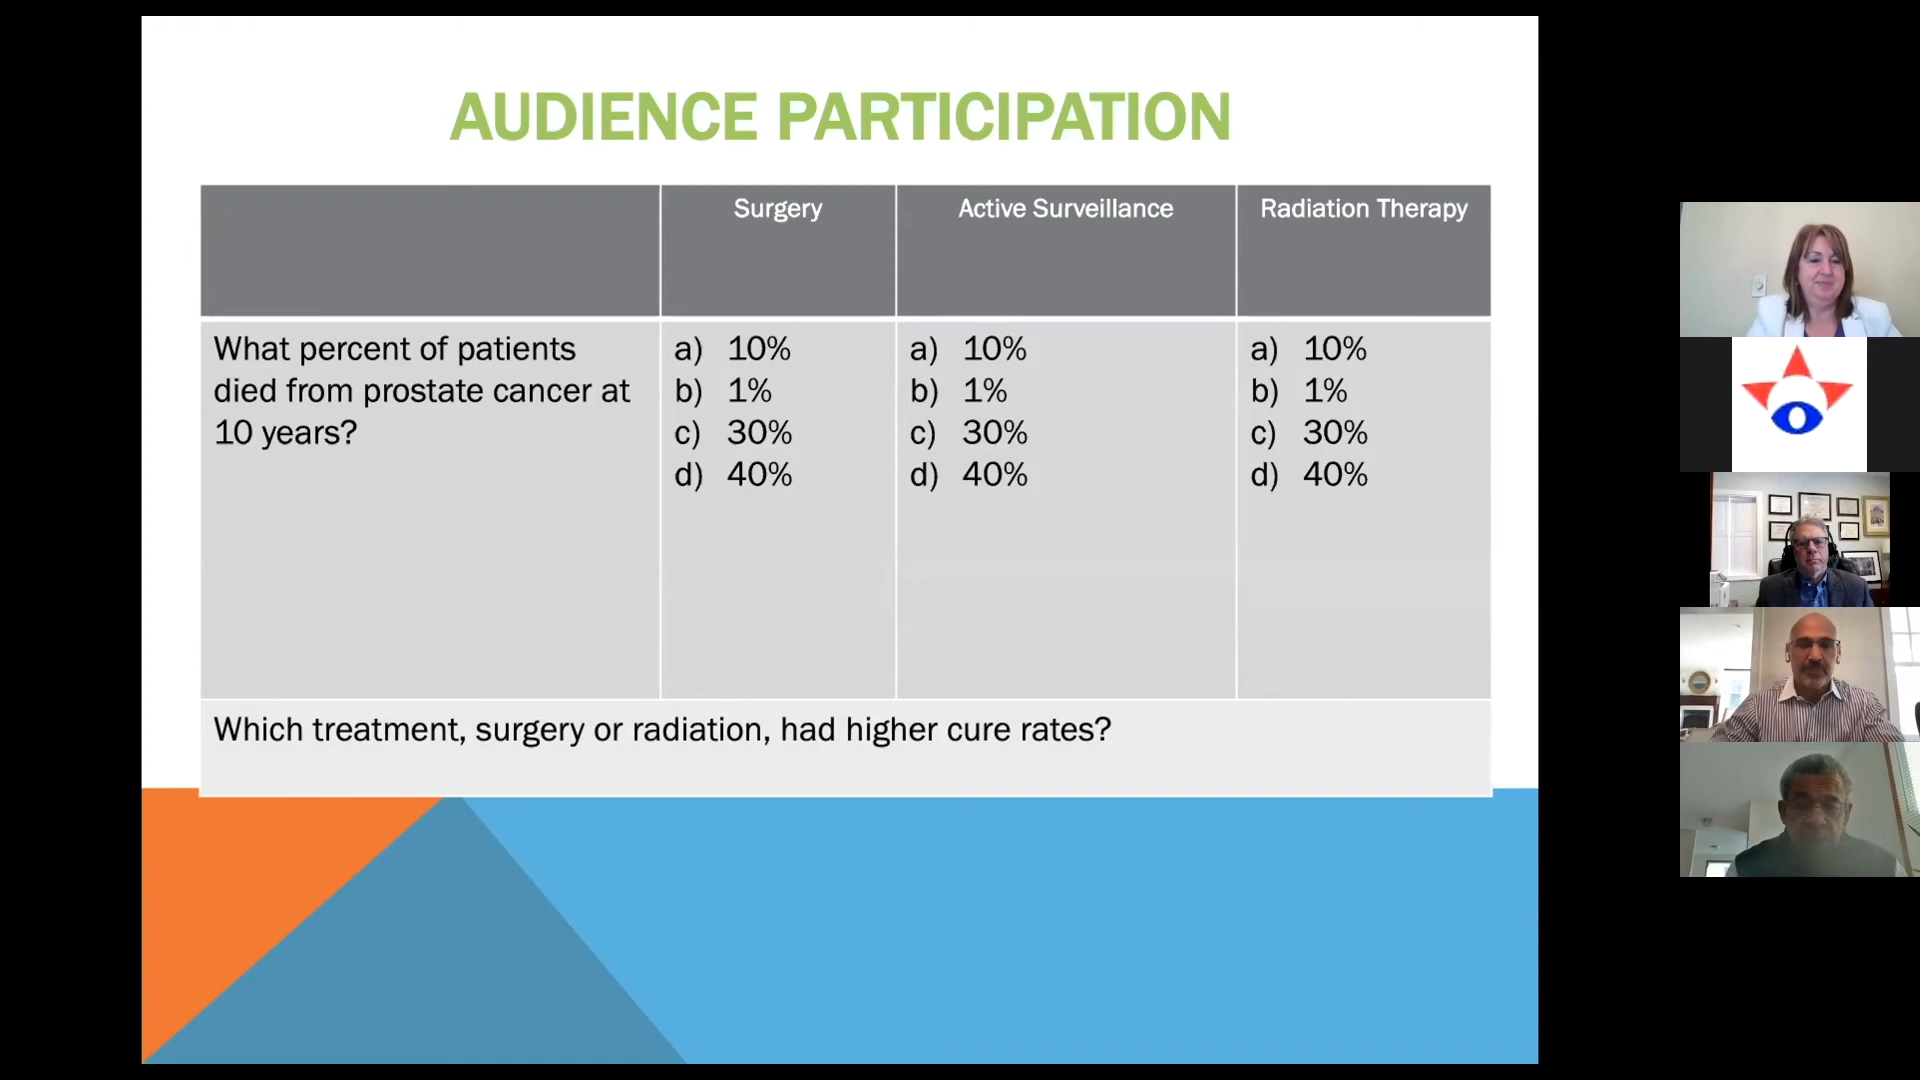 AUDIENCE PARTICIPATION
Surgery
Active Surveillance
Radiation Therapy
What percent of patients
died from prostate cancer at
10 years?
a) 10%
b) 1%
c) 30%
d) 40%
a) 10%
b) 1%
c) 30%
d) 40%
a) 10%
b) 1%
c) 30%
d) 40%
Which treatment, surgery or radiation, had higher cure rates?